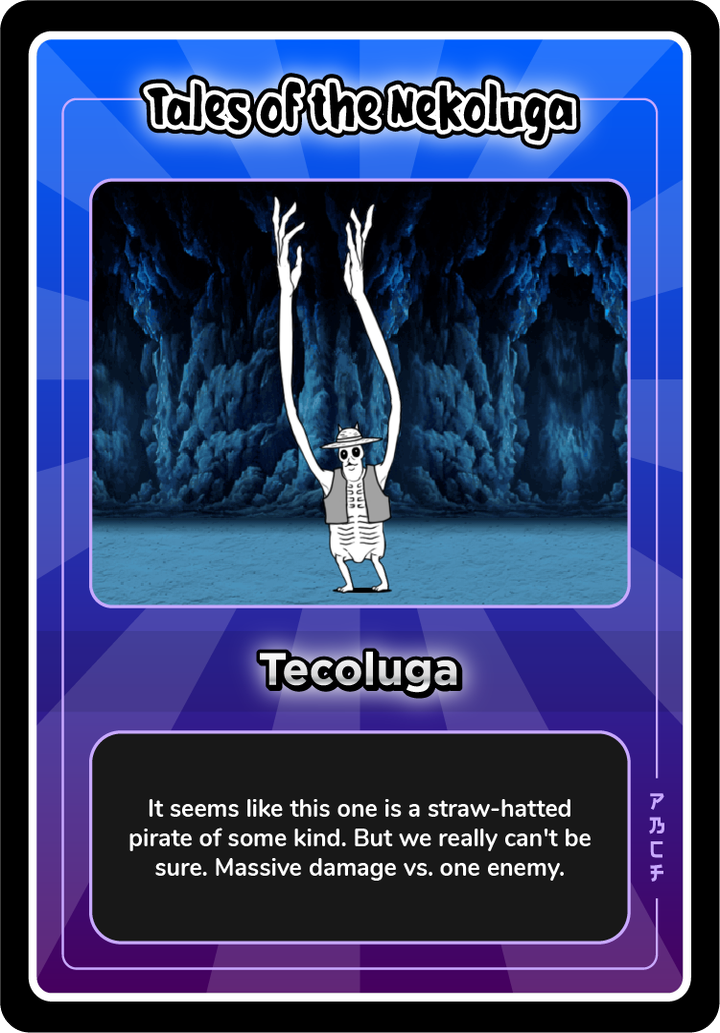 Tales of the Nekoluga
Tecoluga
It seems like this one is a straw-hatted
pirate of some kind. But we really can't be
sure. Massive damage vs. one enemy.